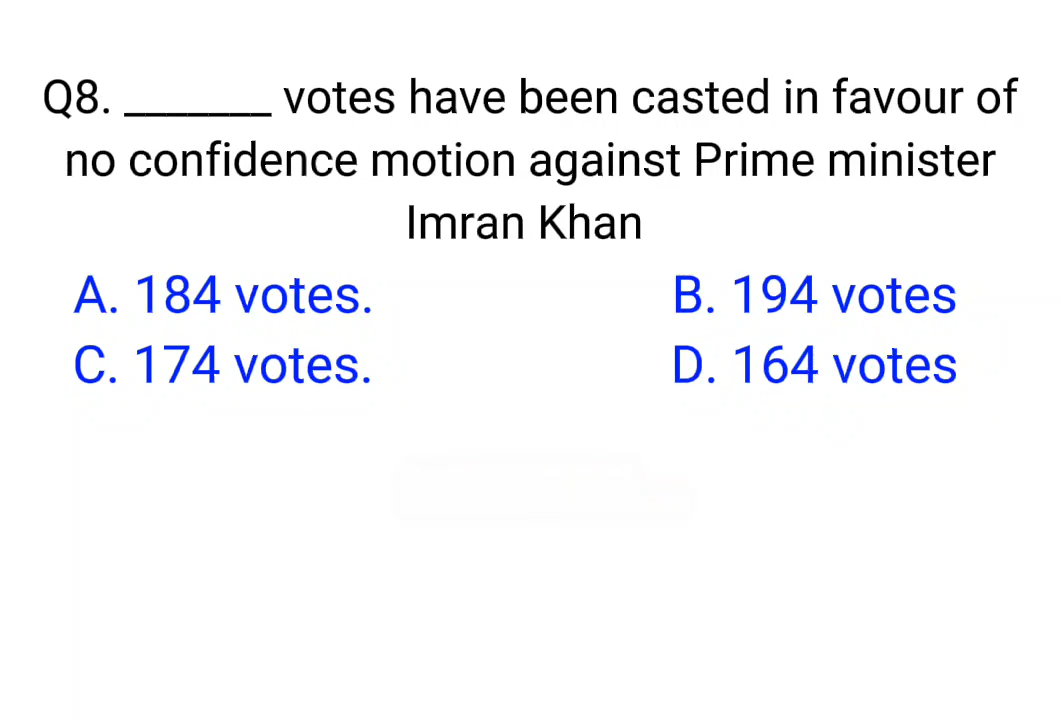 Q8. _______ votes have been casted in favour of
no confidence motion against Prime minister
Imran Khan
A. 184 votes. B. 194 votes
C. 174 votes. D. 164 votes